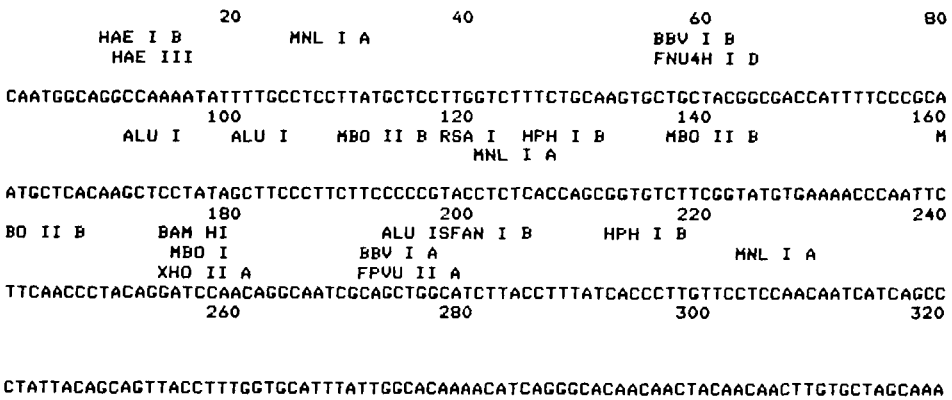 20 40 60 80
HAE I B MNL I A BBV I B
HAE III FNU4H I D
CAATGGCAGGCCAAAATATTTTGCCTCCTTATGCTCCTTGGTCTTTCTGCAAGTGCTGCTACGGCGACCATTTTCCCGCA
100 120 140 160
ALU I ALU I MBO II B RSA I HPH I B MBO II B M
MNL I A
ATGCTCACAAGCTCCTATAGCTTCCCTTCTTCCCCCGTACCTCTCACCAGCGGTGTCTTCGGTATGTGAAAACCCAATTC
180 200 220 240
BO II B BAM HI ALU ISFAN I B HPH I B
MBO I BBV I A MNL I A
XHO II A FPVU II A
TTCAACCCTACAGGATCCAACAGGCAATCGCAGCTGGCATCTTACCTTTATCACCCTTGTTCCTCCAACAATCATCAGCC
260 280 300 320
CTATTACAGCAGTTACCTTTGGTGCATTTATTGGCACAAAACATCAGGGCACAACAACTACAACAACTTGTGCTAGCAAA